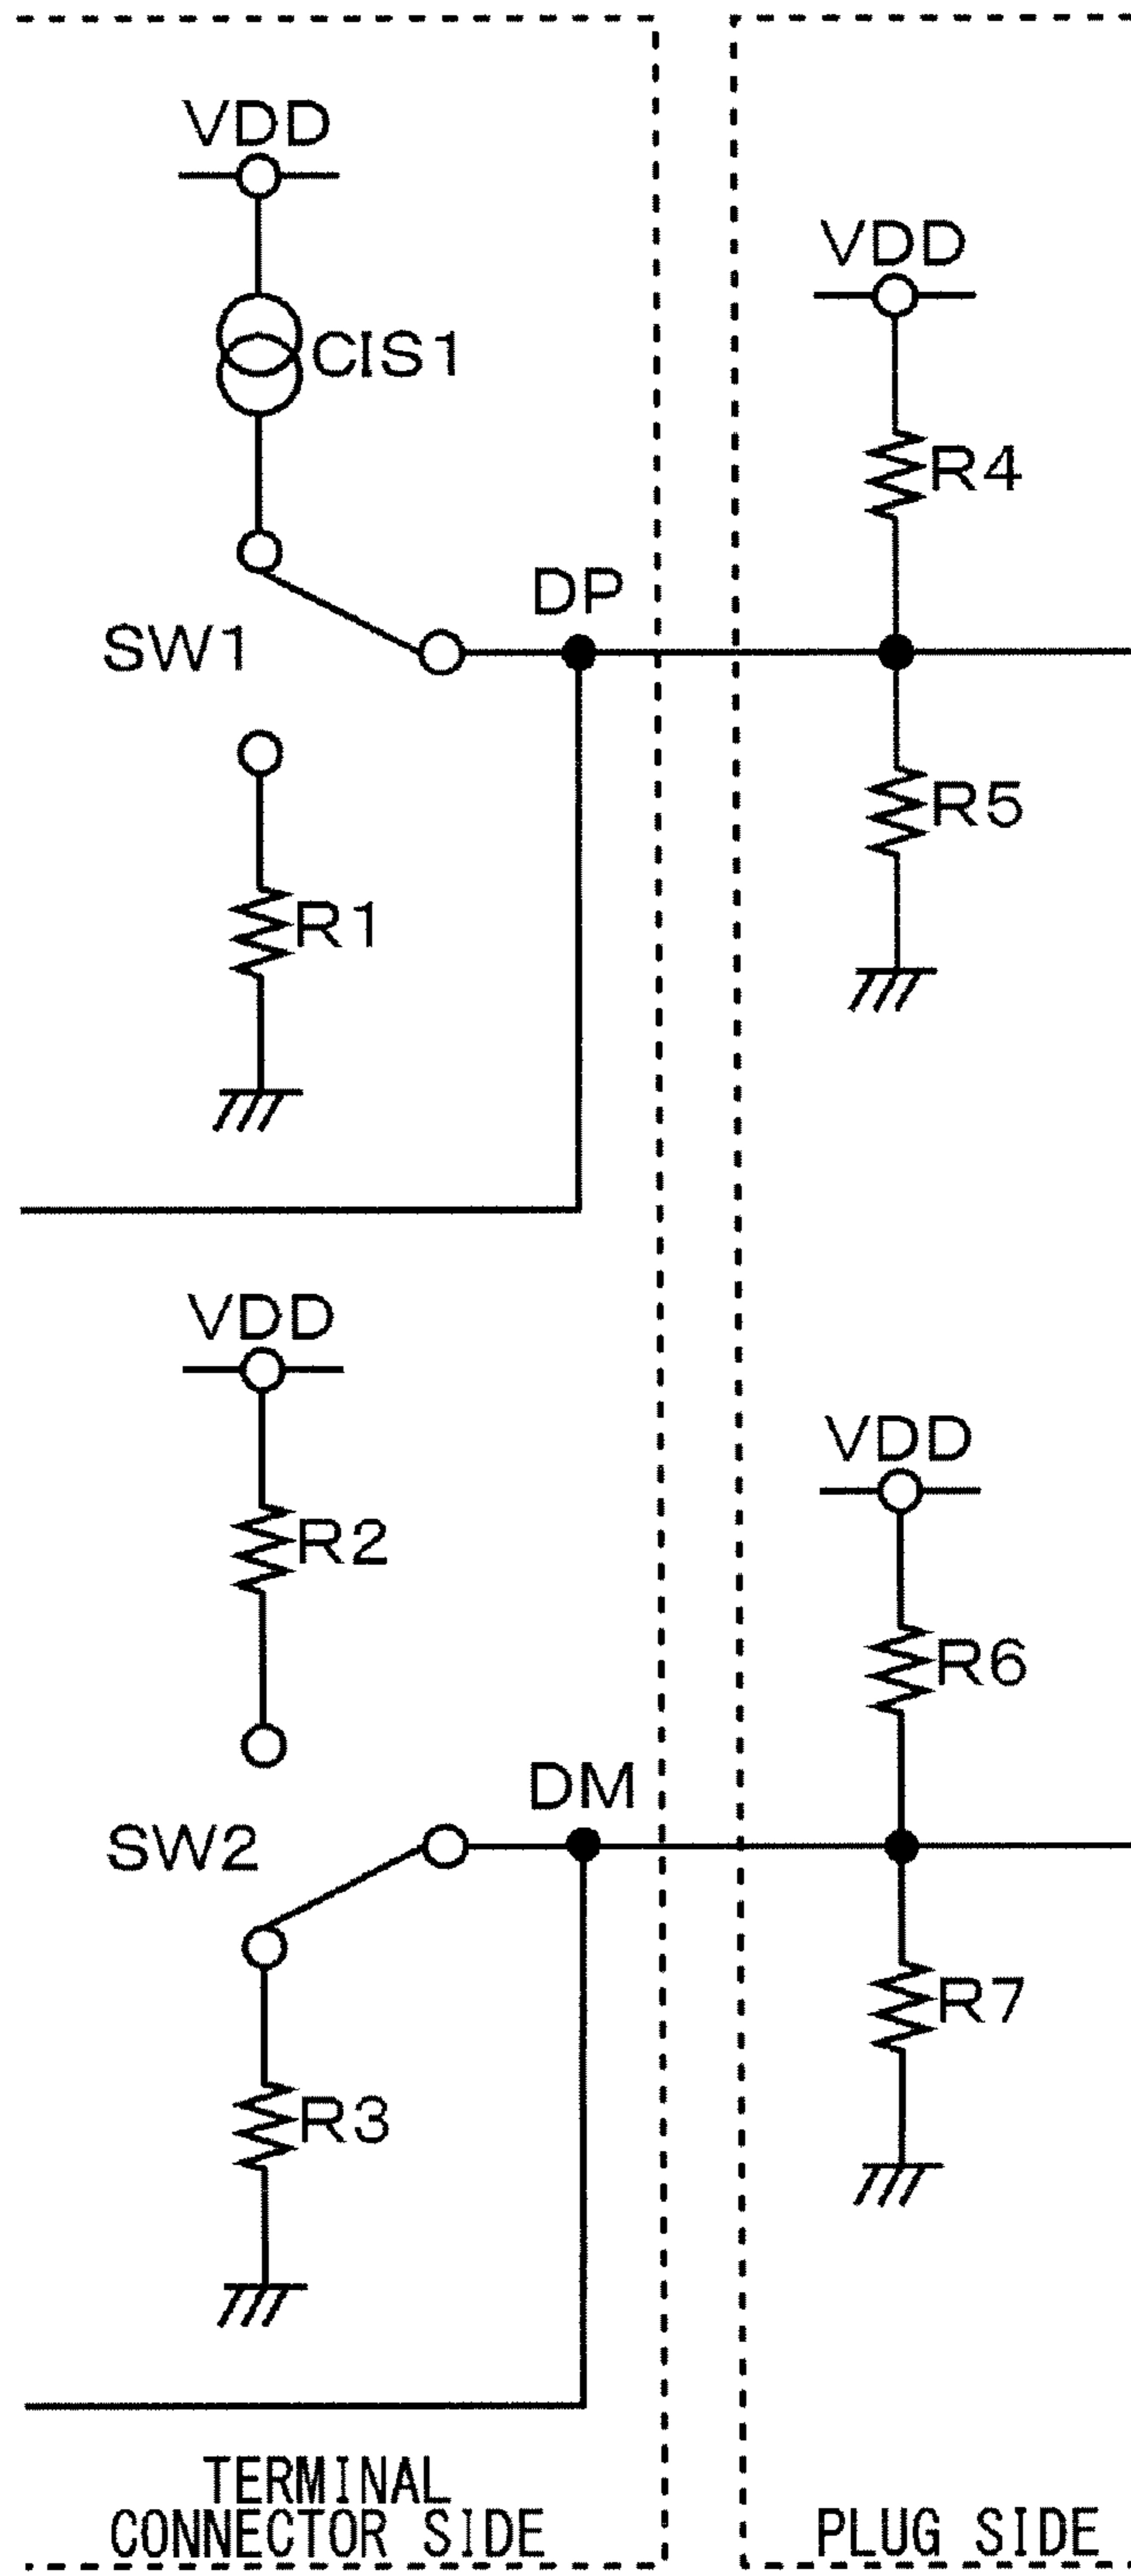 VDD
VDD
CIS1
R4
DP
SW1
R5
R1
VDD
VDD
R2
R6
DM
SW2
R7
R3
TERMINAL
CONNECTOR SIDE
PLUG SIDE